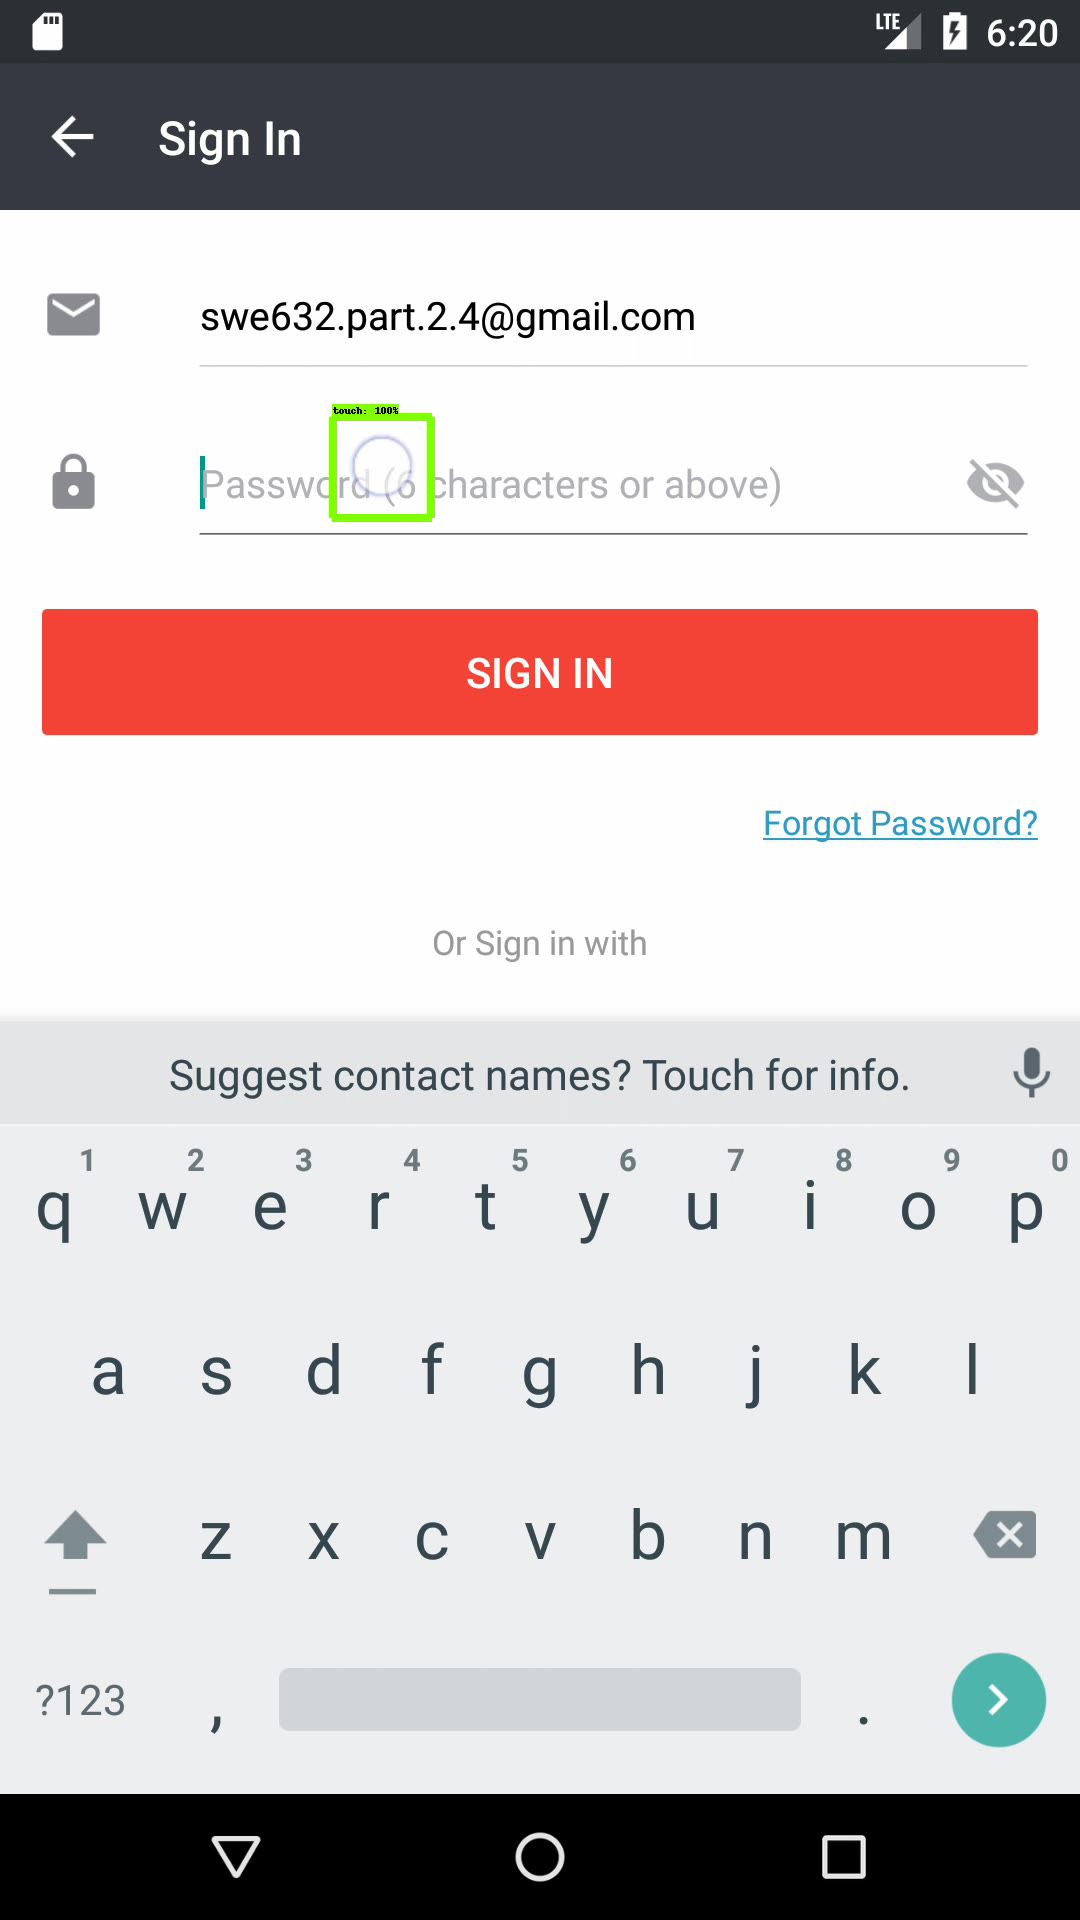 LTE 6:20
Sign In
swe632.part.2.4@gmail.com
touch: 100%
Password (6 characters or above)
SIGN IN
Forgot Password?
Or Sign in with
Suggest contact names? Touch for info.
1 2 3 4 5 6 7 8 9 0
q w e r t y u i o p
a s d f g h j k l
z x c v b n m
?123 , .